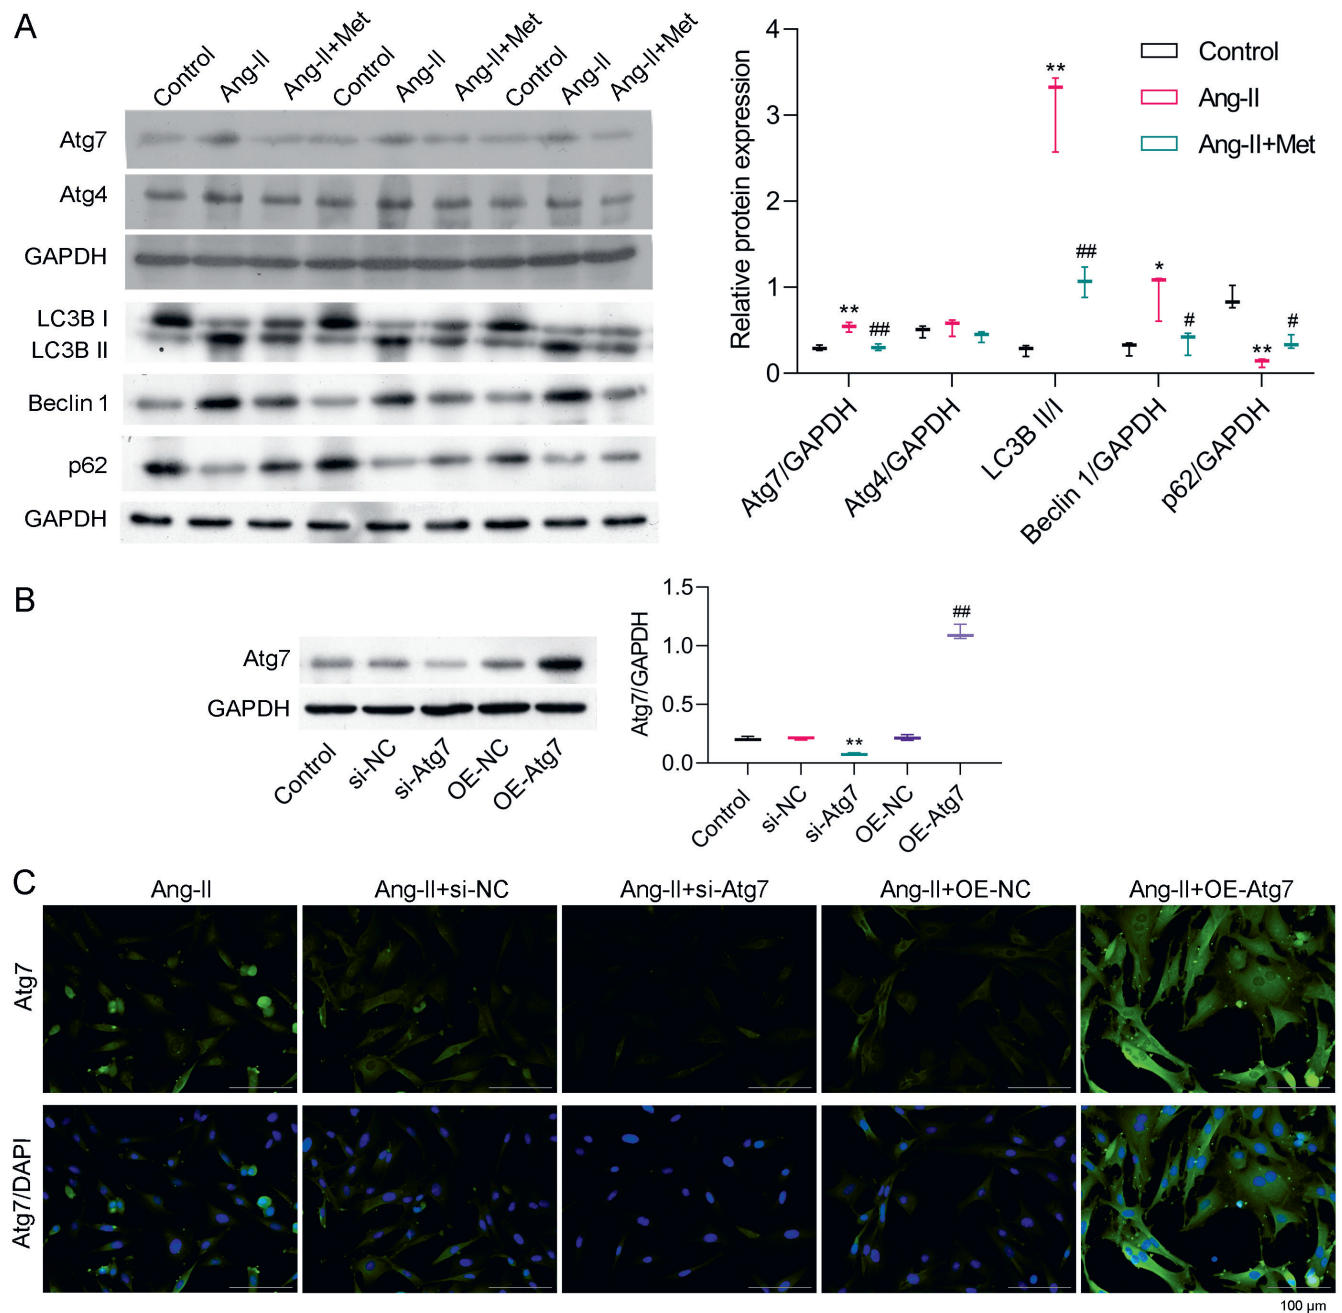 A
Control
Ang-II
Ang-II+Met
Control
Ang-II
Ang-II+Met
Control
Ang-II
Ang-II+Met
Atg7
Atg4
GAPDH
LC3B I
LC3B II
Beclin 1
p62
GAPDH
Relative protein expression
4
3
2
1
0
**
##
**
##
*
#
**
#
Control
Ang-II
Ang-II+Met
Atg7/GAPDH
Atg4/GAPDH
LC3B II/I
Beclin 1/GAPDH
p62/GAPDH
B
Atg7
GAPDH
Control
si-NC
si-Atg7
OE-NC
OE-Atg7
Atg7/GAPDH
1.5
1.0
0.5
0.0
**
##
Control
si-NC
si-Atg7
OE-NC
OE-Atg7
C
Ang-II
Ang-II+si-NC
Ang-II+si-Atg7
Ang-II+OE-NC
Ang-II+OE-Atg7
Atg7
Atg7/DAPI
100 µm